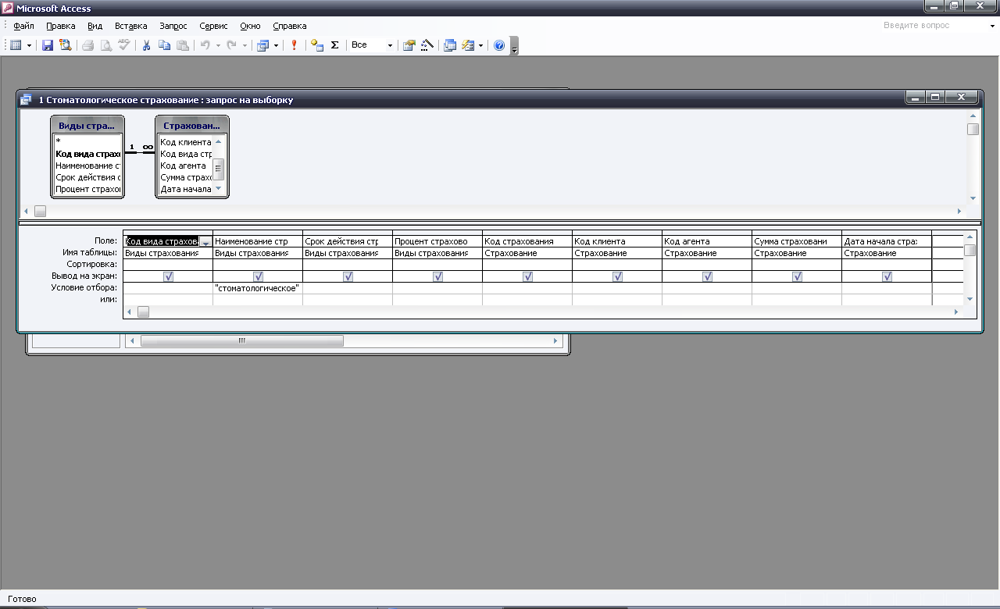 Microsoft Access
Файл Правка Вид Вставка Запрос Сервис Окно Справка Введите вопрос
ABC Σ Все
1 Стоматологическое страхование : запрос на выборку
Виды стра... Страхован...
*
Код вида страхо
Наименование ст
Срок действия с
Процент страхов
1 ∞
Код клиента
Код вида стр
Код агента
Сумма страхо
Дата начала
Поле: Код вида страхов Наименование стр Срок действия стр Процент страхово Код страхования Код клиента Код агента Сумма страховани Дата начала страх
Имя таблицы: Виды страхования Виды страхования Виды страхования Виды страхования Страхование Страхование Страхование Страхование Страхование
Сортировка:
Вывод на экран:
Условие отбора: "стоматологическое"
или:
Готово